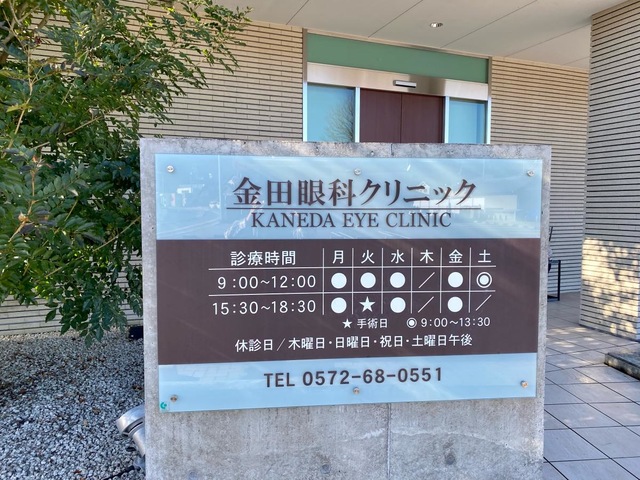 金田眼科クリニック
KANEDA EYE CLINIC
診療時間 月 火 水 木 金 土
9:00~12:00 ● ● ● ／ ● ◎
15:30~18:30 ● ★ ● ／ ● ／
★ 手術日 ◎ 9:00~13:30
休診日／木曜日・日曜日・祝日・土曜日午後
TEL 0572-68-0551